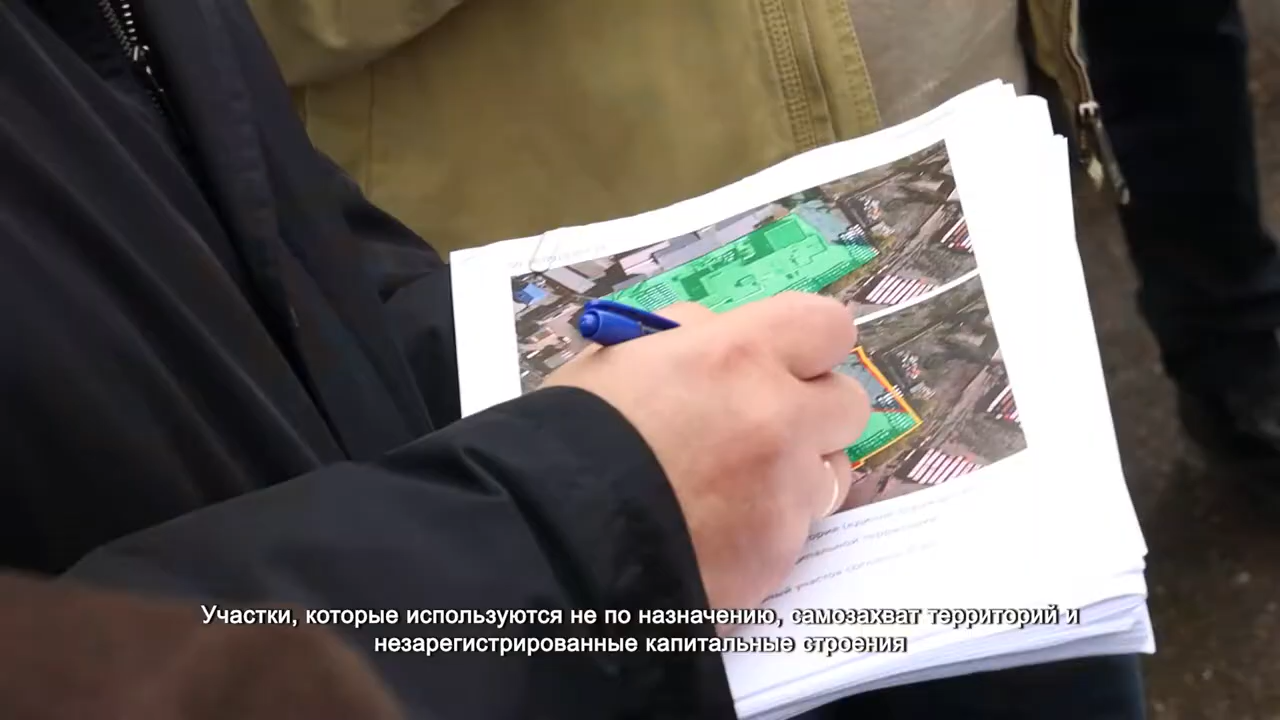 Участки, которые используются не по назначению, самозахват территорий и
незарегистрированные капитальные строения